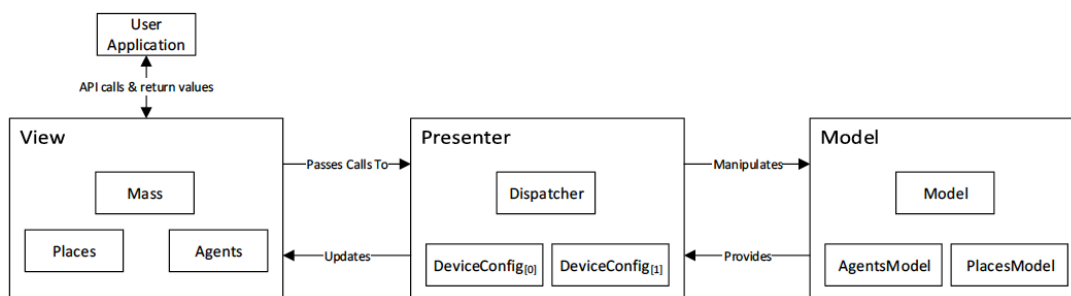 User
Application
API calls & return values
View
Presenter
Model
Passes Calls To
Manipulates
Mass
Dispatcher
Model
Places
Agents
Updates
DeviceConfig[0]
DeviceConfig[1]
Provides
AgentsModel
PlacesModel